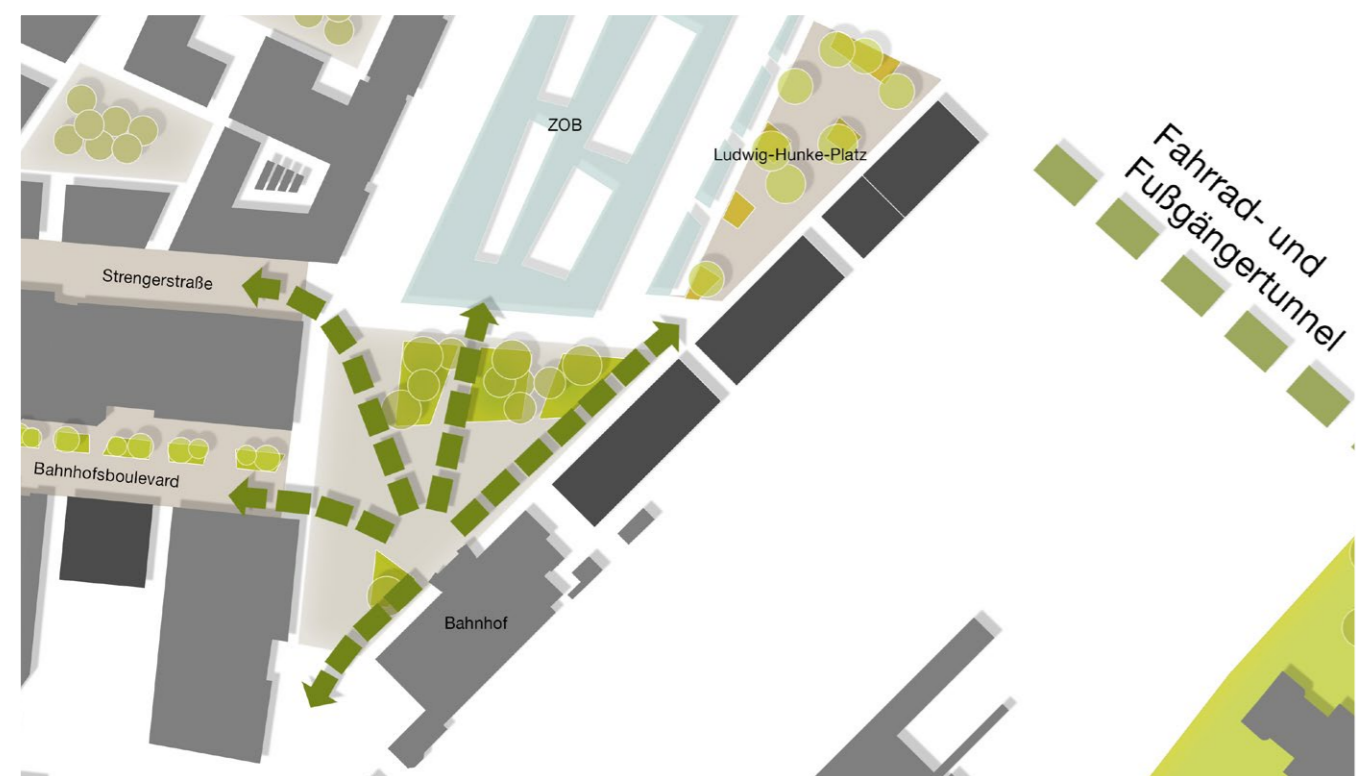 ZOB
Ludwig-Hunke-Platz
Fahrrad- und
Fußgängertunnel
Strengerstraße
Bahnhofsboulevard
Bahnhof